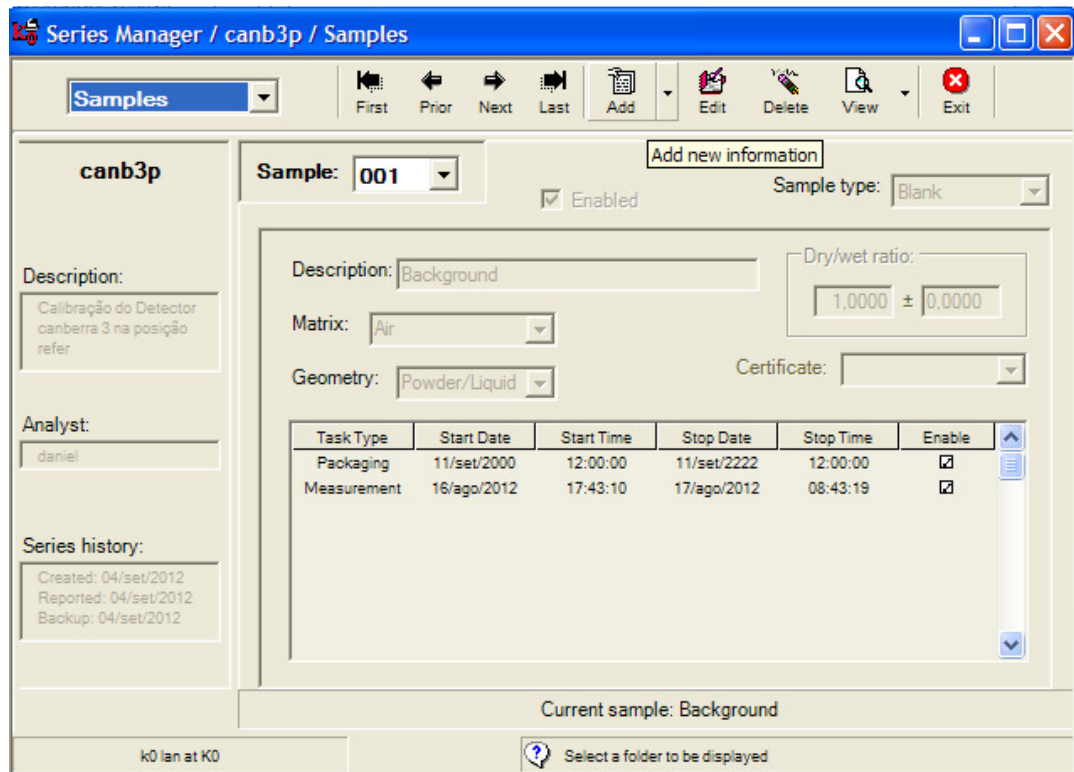 Series Manager / canb3p / Samples
Samples
First Prior Next Last Add Edit Delete View Exit
Add new information
canb3p
Description:
Calibração do Detector
canberra 3 na posição
refer
Analyst:
daniel
Series history:
Created: 04/set/2012
Reported: 04/set/2012
Backup: 04/set/2012
Sample: 001
Enabled
Sample type: Blank
Description: Background
Dry/wet ratio:
1,0000 ± 0,0000
Matrix: Air
Geometry: Powder/Liquid
Certificate:
Task Type Start Date Start Time Stop Date Stop Time Enable
Packaging 11/set/2000 12:00:00 11/set/2222 12:00:00
Measurement 16/ago/2012 17:43:10 17/ago/2012 08:43:19
Current sample: Background
k0 lan at K0
Select a folder to be displayed